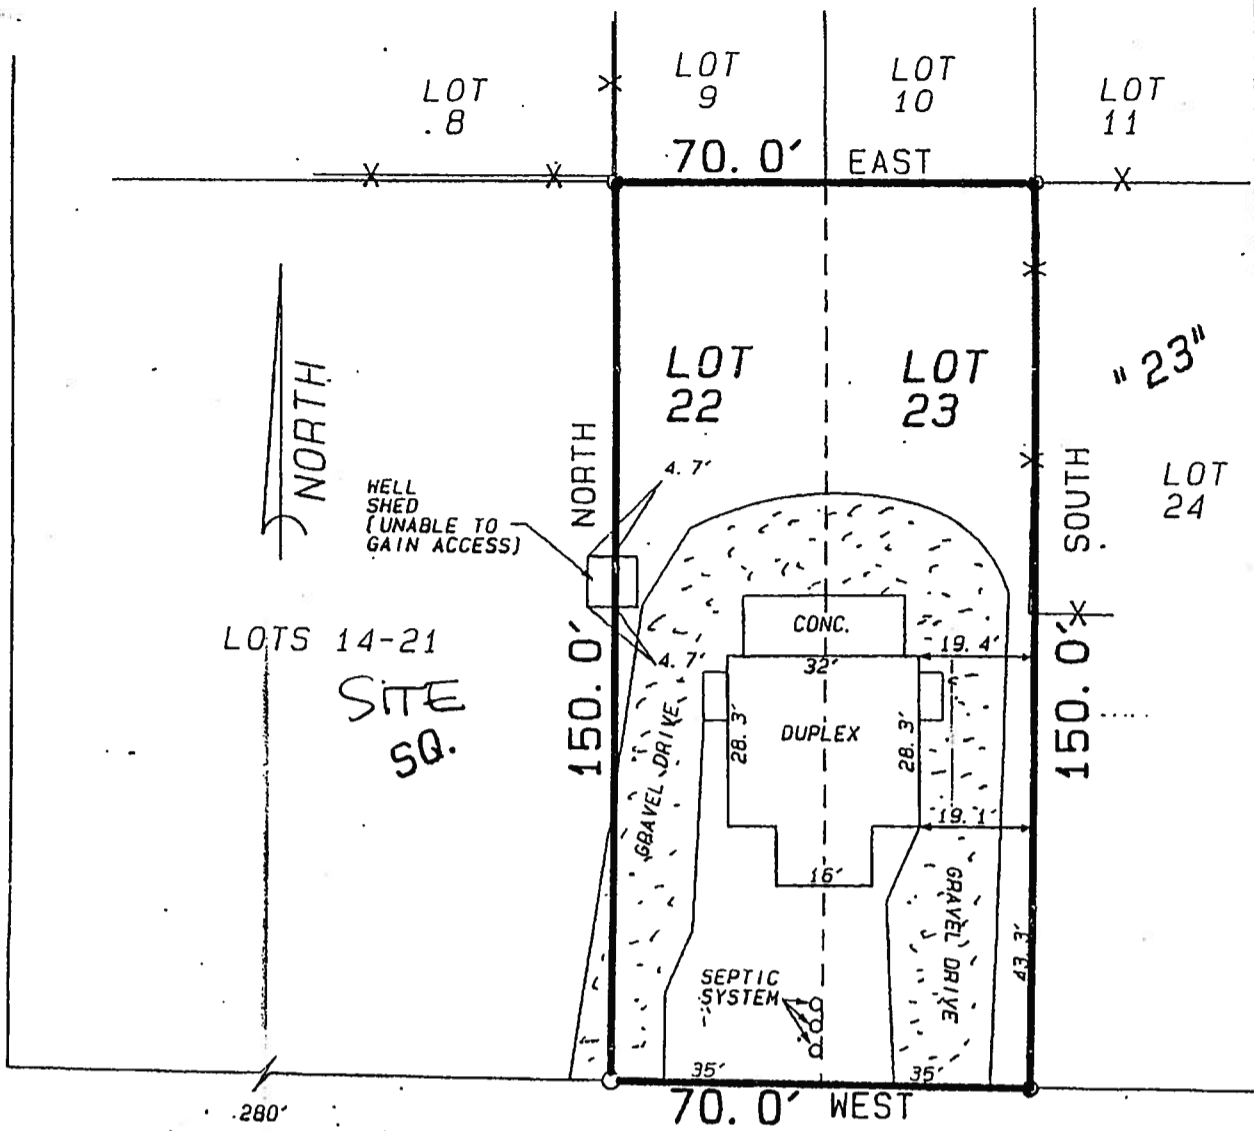 LOT
8
LOT
9
LOT
10
LOT
11
70.0' EAST
NORTH
LOT
22
LOT
23
"23"
LOT
24
NORTH
SOUTH
4.7'
WELL
SHED
(UNABLE TO
GAIN ACCESS)
LOTS 14-21
SITE
SQ.
150.0'
150.0'
4.7'
CONC.
32'
19.4'
28.3'
DUPLEX
28.3'
GRAVEL DRIVE
19.1'
16'
GRAVEL DRIVE
43.3'
SEPTIC
SYSTEM
35'
35'
280'
70.0' WEST